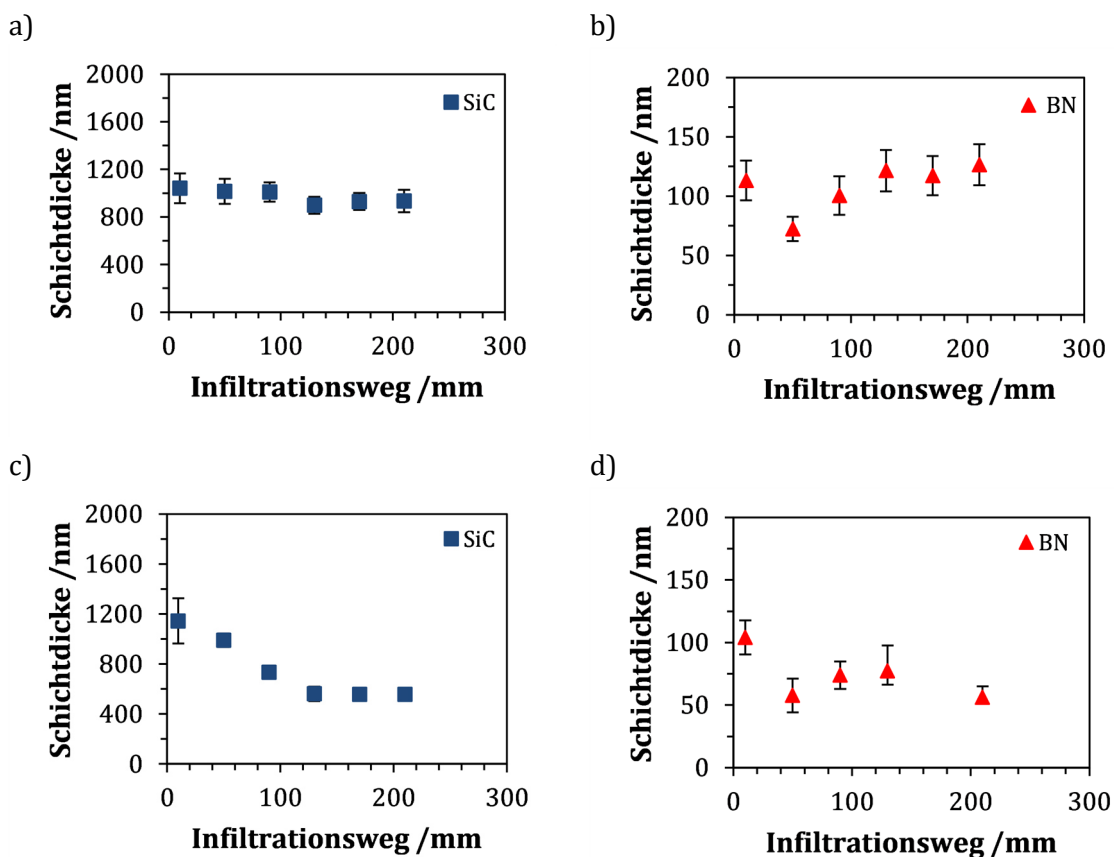 a)
Schichtdicke /nm
2000
1600
1200
800
400
0
SiC
0 100 200 300
Infiltrationsweg /mm
b)
Schichtdicke /nm
200
150
100
50
0
BN
0 100 200 300
Infiltrationsweg /mm
c)
Schichtdicke /nm
2000
1600
1200
800
400
0
SiC
0 100 200 300
Infiltrationsweg /mm
d)
Schichtdicke /nm
200
150
100
50
0
BN
0 100 200 300
Infiltrationsweg /mm